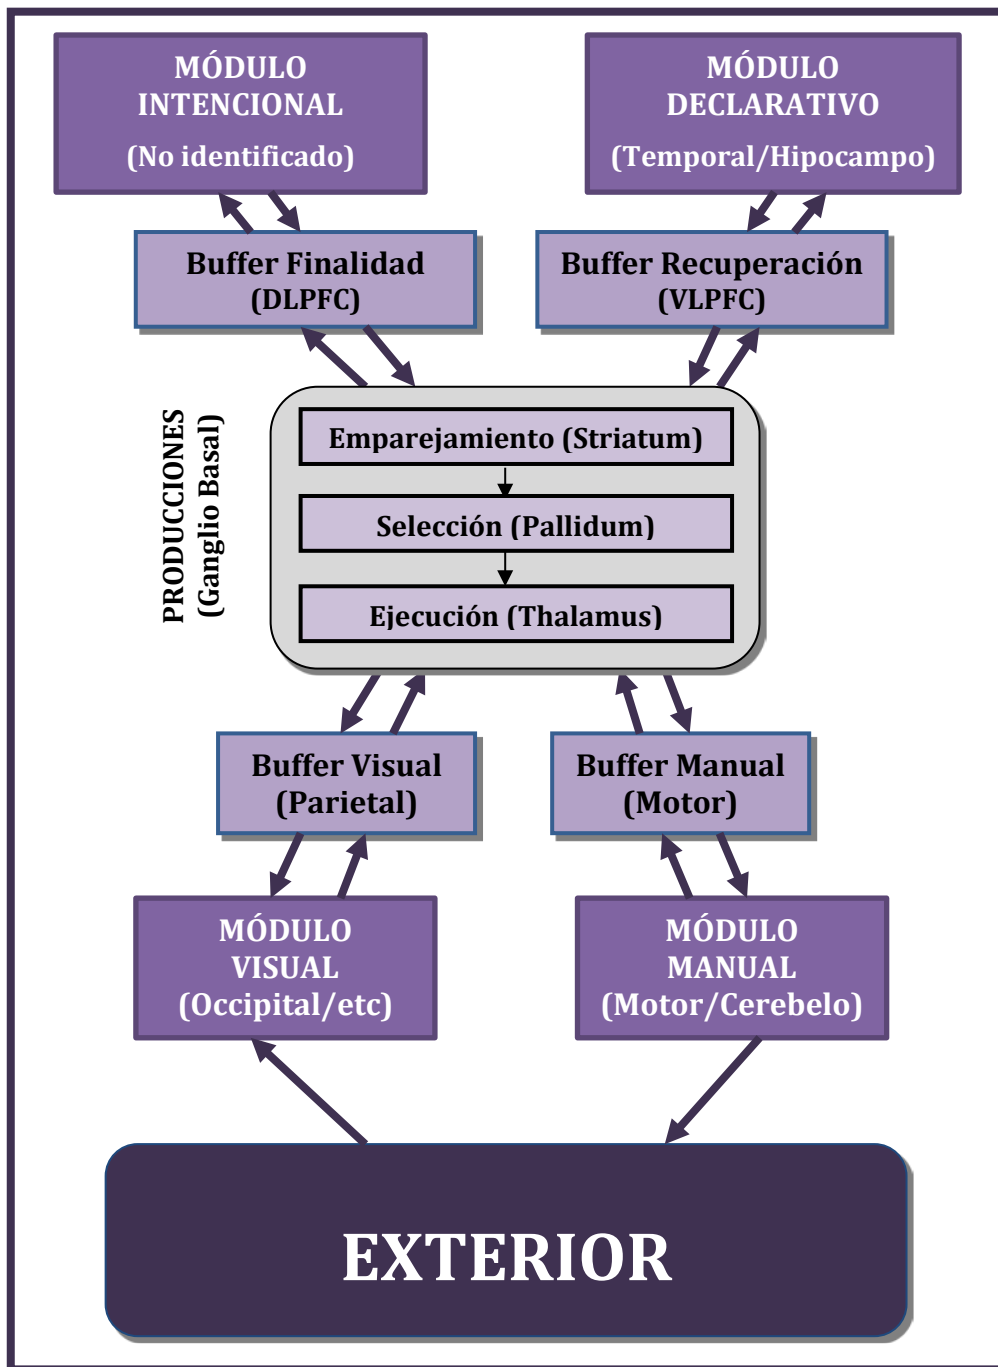 MÓDULO
INTENCIONAL
(No identificado)
MÓDULO
DECLARATIVO
(Temporal/Hipocampo)
Buffer Finalidad
(DLPFC)
Buffer Recuperación
(VLPFC)
PRODUCCIONES
(Ganglio Basal)
Emparejamiento (Striatum)
Selección (Pallidum)
Ejecución (Thalamus)
Buffer Visual
(Parietal)
Buffer Manual
(Motor)
MÓDULO
VISUAL
(Occipital/etc)
MÓDULO
MANUAL
(Motor/Cerebelo)
EXTERIOR